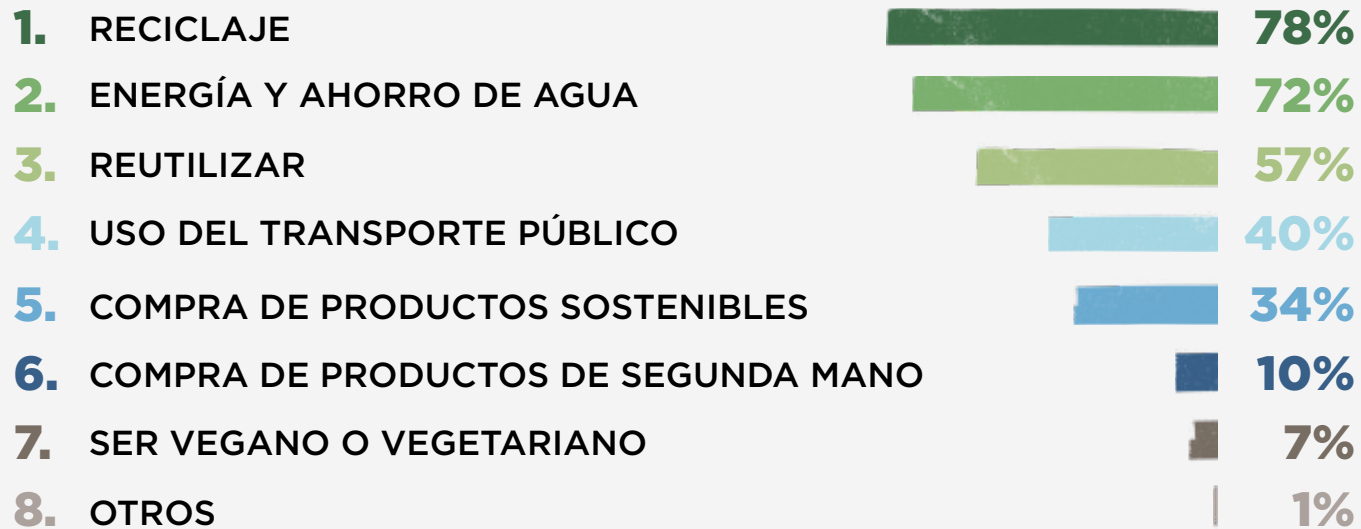 1. RECICLAJE 78%
2. ENERGÍA Y AHORRO DE AGUA 72%
3. REUTILIZAR 57%
4. USO DEL TRANSPORTE PÚBLICO 40%
5. COMPRA DE PRODUCTOS SOSTENIBLES 34%
6. COMPRA DE PRODUCTOS DE SEGUNDA MANO 10%
7. SER VEGANO O VEGETARIANO 7%
8. OTROS 1%